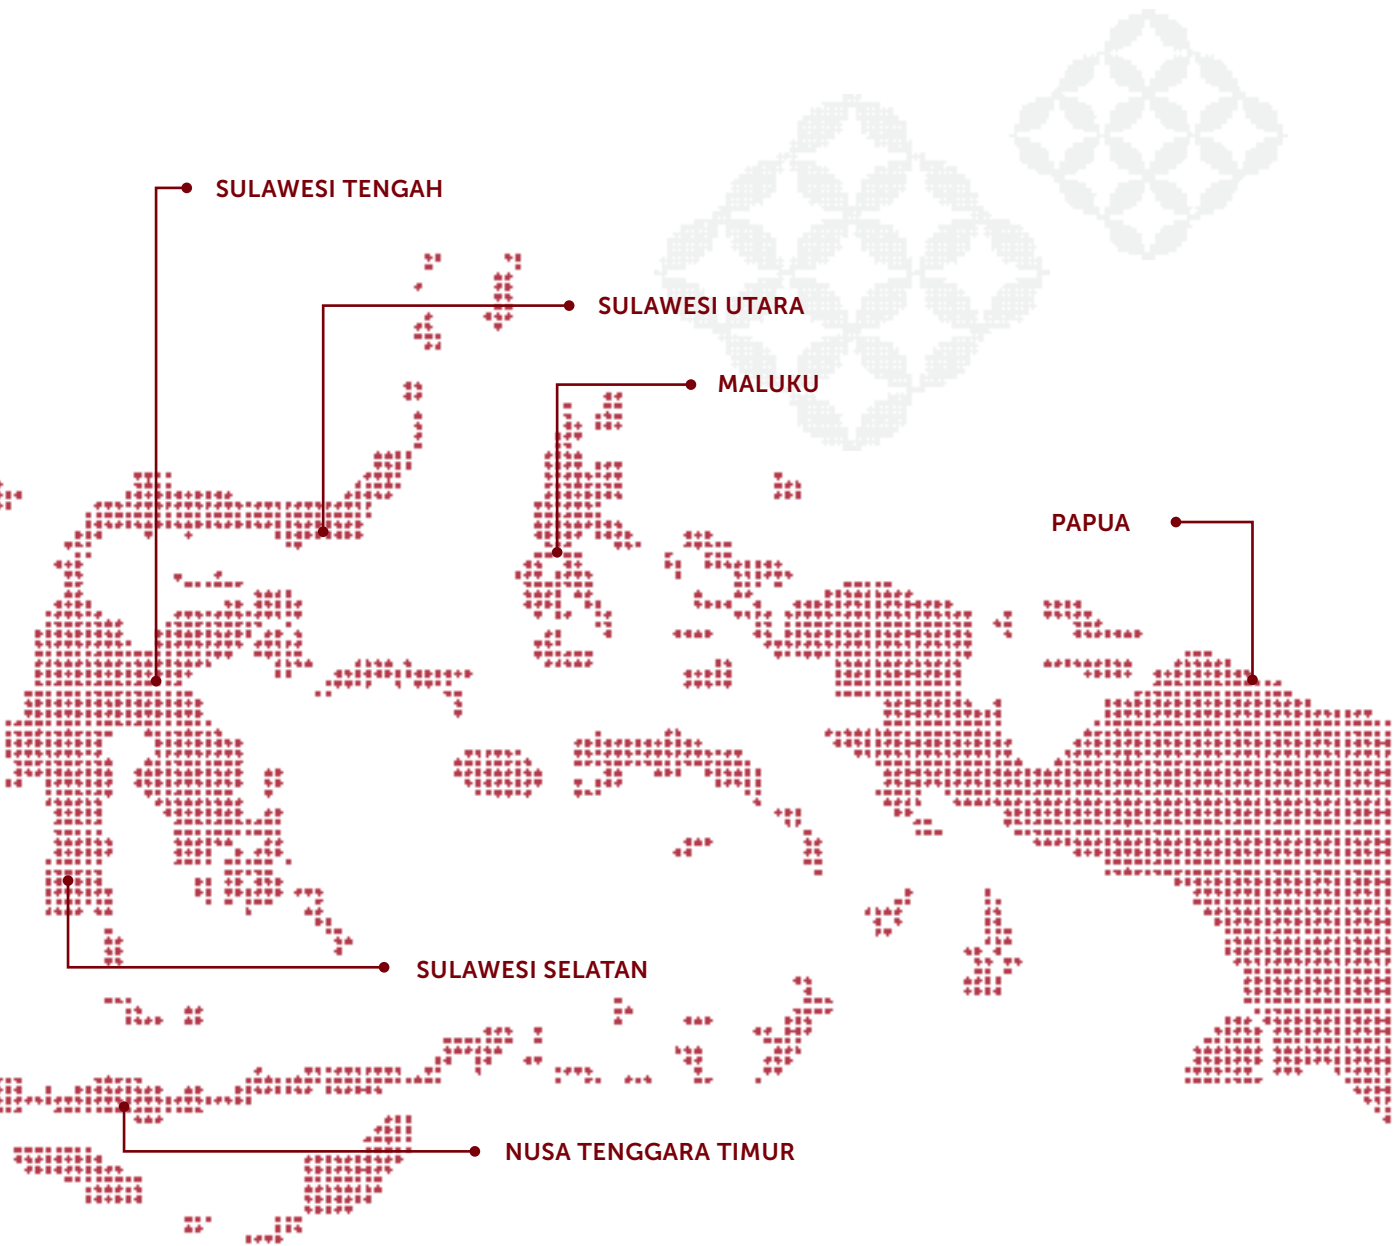 SULAWESI TENGAH
SULAWESI UTARA
MALUKU
PAPUA
SULAWESI SELATAN
NUSA TENGGARA TIMUR